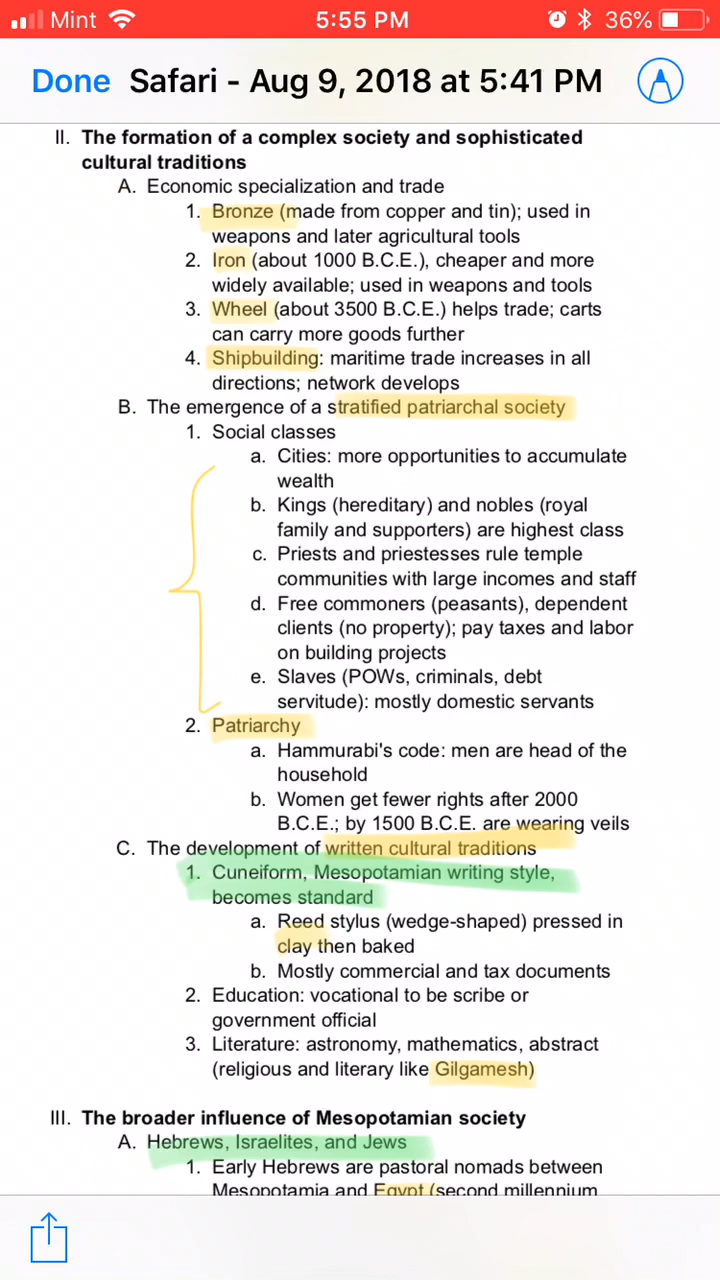 Mint 5:55 PM 36%
Done Safari - Aug 9, 2018 at 5:41 PM
II. The formation of a complex society and sophisticated
cultural traditions
A. Economic specialization and trade
1. Bronze (made from copper and tin); used in
weapons and later agricultural tools
2. Iron (about 1000 B.C.E.), cheaper and more
widely available; used in weapons and tools
3. Wheel (about 3500 B.C.E.) helps trade; carts
can carry more goods further
4. Shipbuilding: maritime trade increases in all
directions; network develops
B. The emergence of a stratified patriarchal society
1. Social classes
a. Cities: more opportunities to accumulate
wealth
b. Kings (hereditary) and nobles (royal
family and supporters) are highest class
c. Priests and priestesses rule temple
communities with large incomes and staff
d. Free commoners (peasants), dependent
clients (no property); pay taxes and labor
on building projects
e. Slaves (POWs, criminals, debt
servitude): mostly domestic servants
2. Patriarchy
a. Hammurabi's code: men are head of the
household
b. Women get fewer rights after 2000
B.C.E.; by 1500 B.C.E. are wearing veils
C. The development of written cultural traditions
1. Cuneiform, Mesopotamian writing style,
becomes standard
a. Reed stylus (wedge-shaped) pressed in
clay then baked
b. Mostly commercial and tax documents
2. Education: vocational to be scribe or
government official
3. Literature: astronomy, mathematics, abstract
(religious and literary like Gilgamesh)
III. The broader influence of Mesopotamian society
A. Hebrews, Israelites, and Jews
1. Early Hebrews are pastoral nomads between
Mesopotamia and Egypt (second millennium